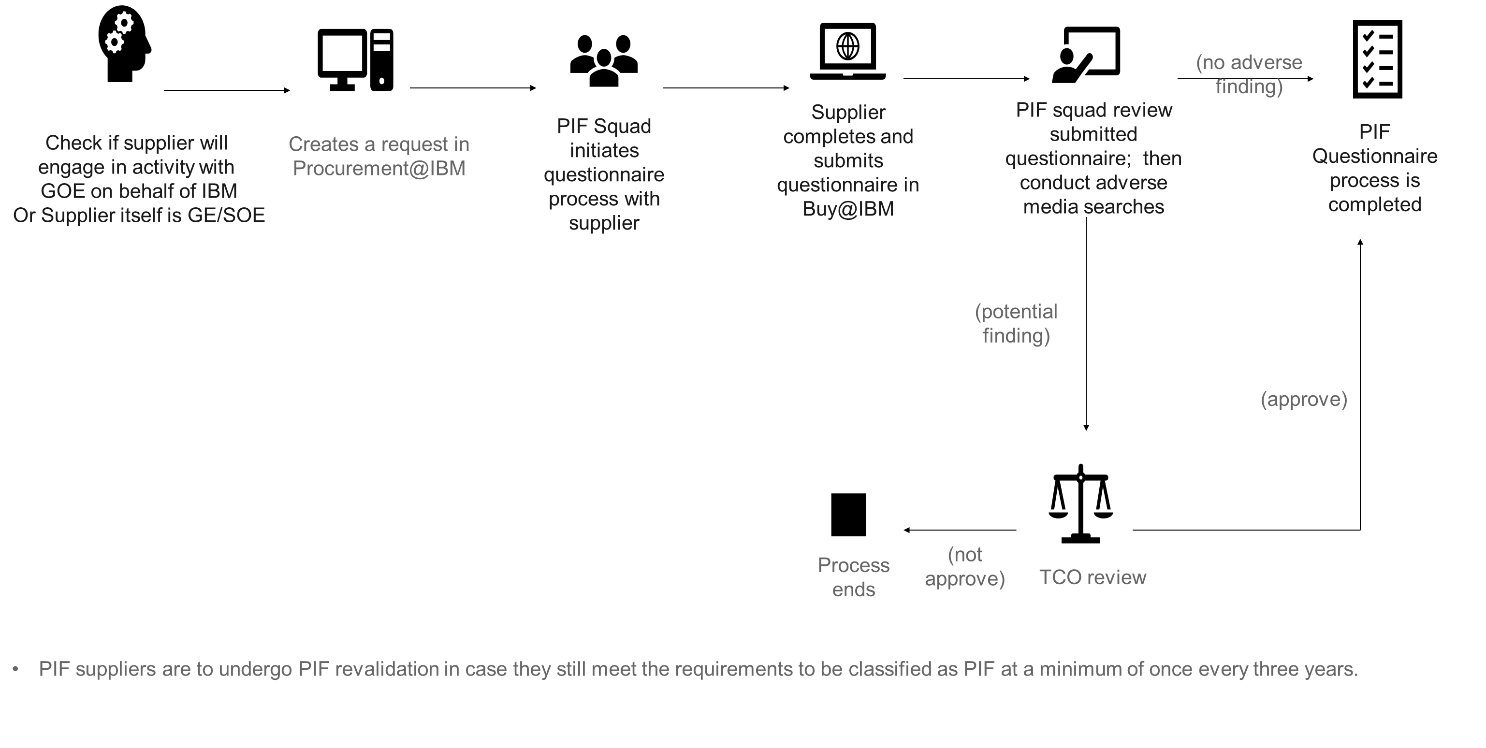 Check if supplier will
engage in activity with
GOE on behalf of IBM
Or Supplier itself is GE/SOE
Creates a request in
Procurement@IBM
PIF Squad
initiates
questionnaire
process with
supplier
Supplier
completes and
submits
questionnaire in
Buy@IBM
PIF squad review
submitted
questionnaire; then
conduct adverse
media searches
(no adverse
finding)
PIF
Questionnaire
process is
completed
(potential
finding)
(approve)
TCO review
(not
approve)
Process
ends
• PIF suppliers are to undergo PIF revalidation in case they still meet the requirements to be classified as PIF at a minimum of once every three years.